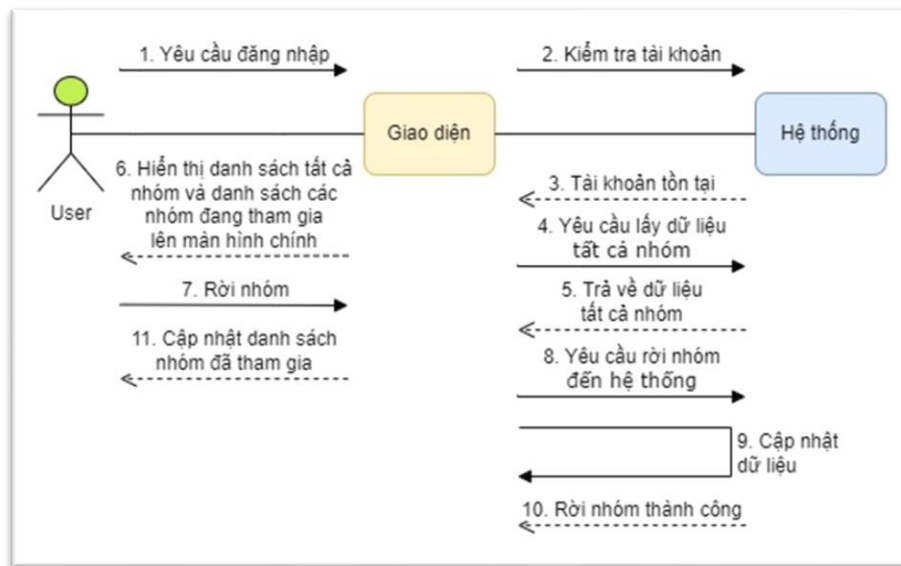 1. Yêu cầu đăng nhập
2. Kiểm tra tài khoản
Giao diện
Hệ thống
User
6. Hiển thị danh sách tất cả
nhóm và danh sách các
nhóm đang tham gia
lên màn hình chính
3. Tài khoản tồn tại
4. Yêu cầu lấy dữ liệu
tất cả nhóm
7. Rời nhóm
5. Trả về dữ liệu
tất cả nhóm
11. Cập nhật danh sách
nhóm đã tham gia
8. Yêu cầu rời nhóm
đến hệ thống
9. Cập nhật
dữ liệu
10. Rời nhóm thành công